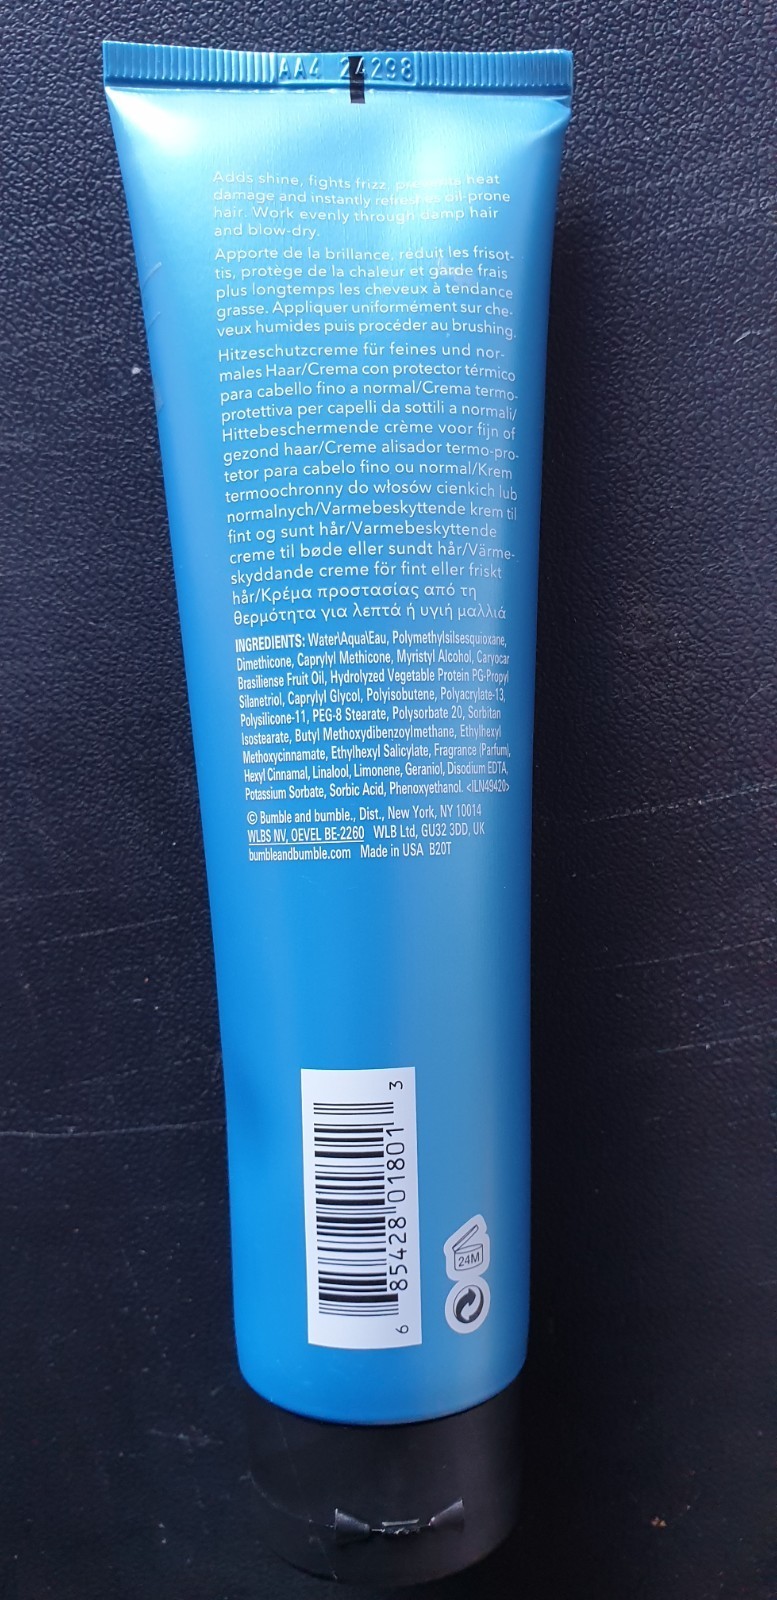 AA4 24298
Adds shine, fights frizz, prevents heat
damage and instantly refreshes oil-prone
hair. Work evenly through damp hair
and blow-dry.
Apporte de la brillance, réduit les frisot-
tis, protège de la chaleur et garde frais
plus longtemps les cheveux à tendance
grasse. Appliquer uniformément sur che-
veux humides puis procéder au brushing.
Hitzeschutzcreme für feines und nor-
males Haar/Crema con protector térmico
para cabello fino a normal/Crema termo-
protettiva per capelli da sottili a normali/
Hittebeschermende crème voor fijn of
gezond haar/Creme alisador termo-pro-
tetor para cabelo fino ou normal/Krem
termoochronny do włosów cienkich lub
normalnych/Varmebeskyttende krem til
fint og sunt hår/Varmebeskyttende
creme til bøde eller sundt hår/Värme-
skyddande creme för fint eller friskt
hår/Κρέμα προστασίας από τη
θερμότητα για λεπτά ή υγιή μαλλιά
INGREDIENTS: Water\Aqua\Eau, Polymethylsilsesquioxane,
Dimethicone, Caprylyl Methicone, Myristyl Alcohol, Caryocar
Brasiliense Fruit Oil, Hydrolyzed Vegetable Protein PG-Propyl
Silanetriol, Caprylyl Glycol, Polyisobutene, Polyacrylate-13,
Polysilicone-11, PEG-8 Stearate, Polysorbate 20, Sorbitan
Isostearate, Butyl Methoxydibenzoylmethane, Ethylhexyl
Methoxycinnamate, Ethylhexyl Salicylate, Fragrance (Parfum),
Hexyl Cinnamal, Linalool, Limonene, Geraniol, Disodium EDTA,
Potassium Sorbate, Sorbic Acid, Phenoxyethanol. <ILN49420>
© Bumble and bumble., Dist., New York, NY 10014
WLBS NV, OEVEL BE-2260 WLB Ltd, GU32 3DD, UK
bumbleandbumble.com Made in USA B20T
6 85428 01801 3
24M